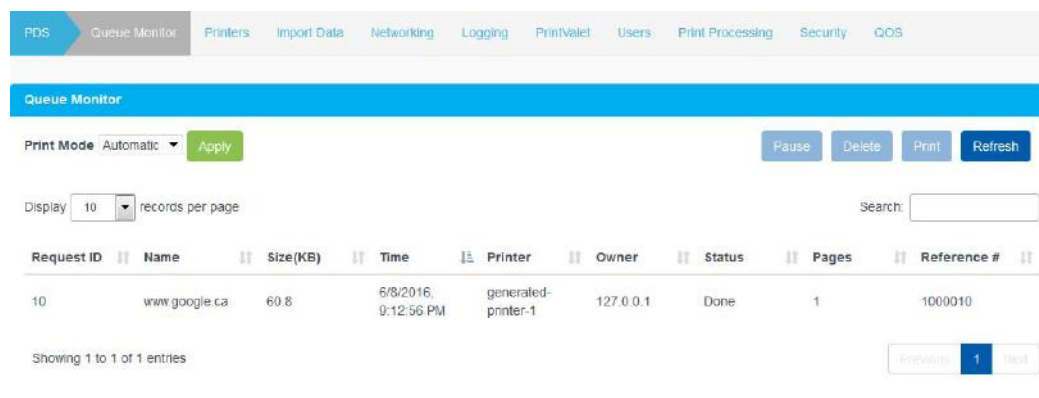 PDS Queue Monitor Printers Import Data Networking Logging PrintValet Users Print Processing Security QOS
Queue Monitor
Print Mode Automatic Apply Pause Delete Print Refresh
Display 10 records per page Search:
Request ID Name Size(KB) Time Printer Owner Status Pages Reference #
10 www.google.ca 60.8 6/8/2016, 9:12:56 PM generated-printer-1 127.0.0.1 Done 1 1000010
Showing 1 to 1 of 1 entries Previous 1 Next